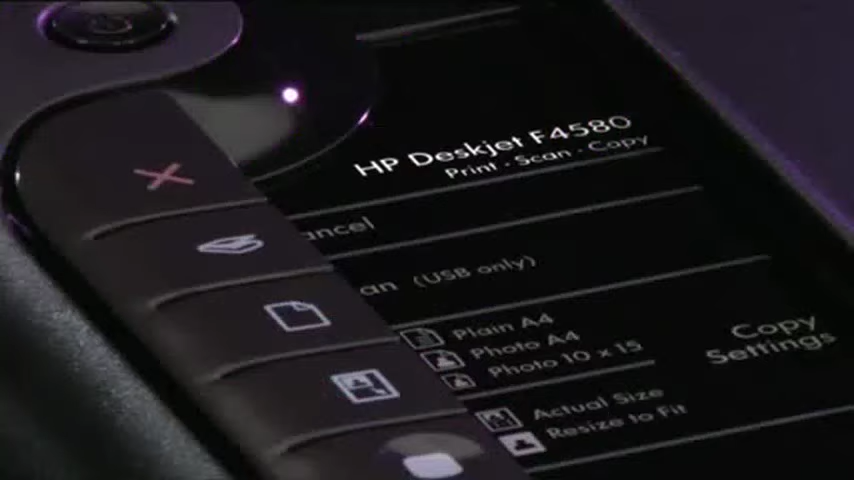 HP Deskjet F4580
Print · Scan · Copy
ancel
an (USB only)
Plain A4
Photo A4
Photo 10 x 15
Copy
Settings
Actual Size
Resize to Fit